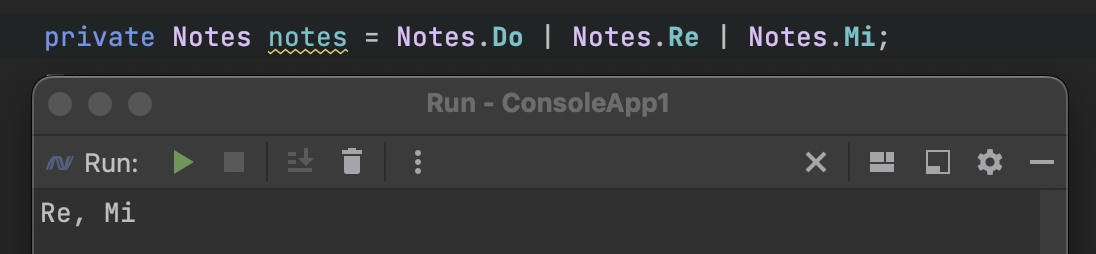 private Notes notes = Notes.Do | Notes.Re | Notes.Mi;
Run - ConsoleApp1
Run:
Re, Mi